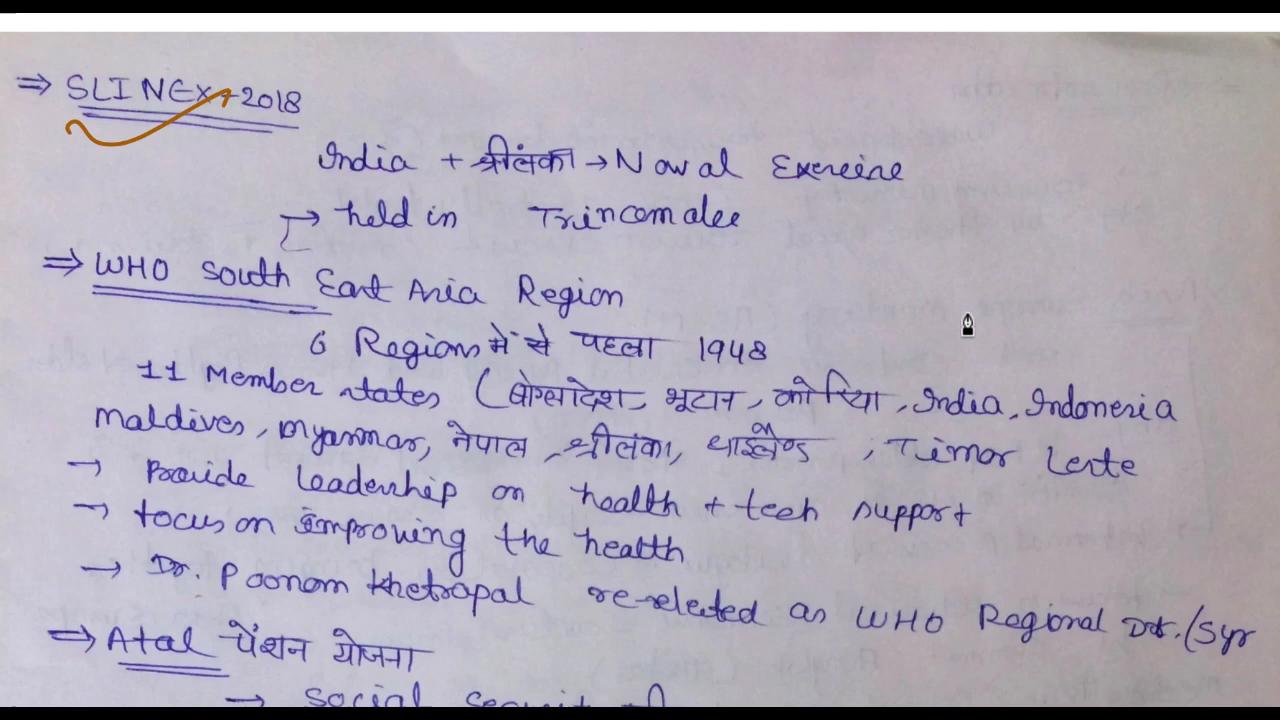 ⇒ SLINEX-2018
India + श्रीलंका → Naval Exercise
→ held in Trincomalee
⇒ WHO South East Asia Region
6 Regions में से पहला 1948
11 Member states (बांग्लादेश, भूटान, कोरिया, India, Indonesia
Maldives, Myanmar, नेपाल, श्रीलंका, थाईलैण्ड, Timor Leste
→ Provide leadership on health + tech support
→ focus on Improving the health
→ Dr. Poonam Khetrapal re-elected as WHO Regional Dir. (5yr
⇒ Atal पेंशन योजना
→ Social